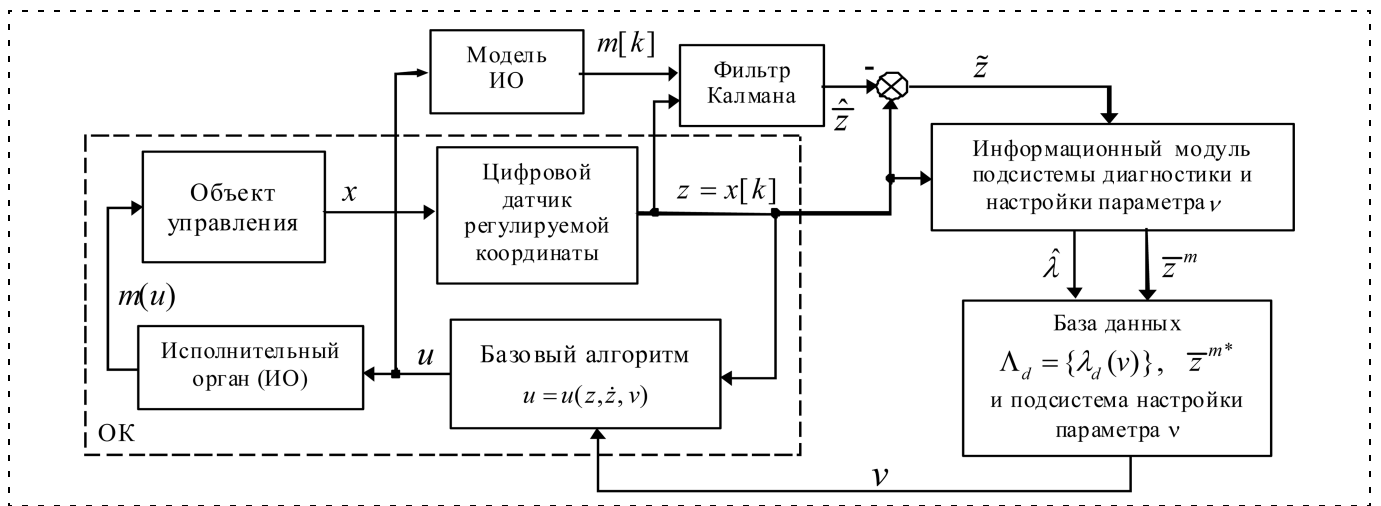 Модель
ИО
m[k]
Фильтр
Калмана
-
z̃
ẑ
Объект
управления
x
Цифровой
датчик
регулируемой
координаты
z = x[k]
Информационный модуль
подсистемы диагностики и
настройки параметра ν
λ̂
z̅ᵐ
m(u)
Исполнительный
орган (ИО)
u
Базовый алгоритм
u = u(z, ż, ν)
База данных
Λ_d = {λ_d(ν)}, z̅ᵐ*
и подсистема настройки
параметра ν
ОК
ν